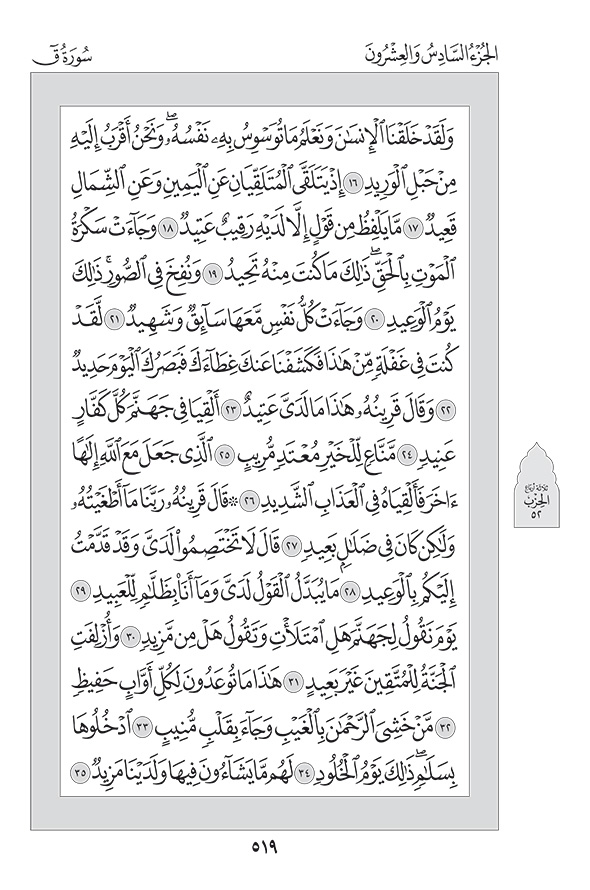 الجُزْءُ السَّادِسُ وَالعِشْرُونَ
سُورَةُ قٓ
وَلَقَدْ خَلَقْنَا ٱلْإِنسَٰنَ وَنَعْلَمُ مَا تُوَسْوِسُ بِهِۦ نَفْسُهُۥۖ وَنَحْنُ أَقْرَبُ إِلَيْهِ
مِنْ حَبْلِ ٱلْوَرِيدِ ١٦ إِذْ يَتَلَقَّى ٱلْمُتَلَقِّيَانِ عَنِ ٱلْيَمِينِ وَعَنِ ٱلشِّمَالِ
قَعِيدٌ ١٧ مَّا يَلْفِظُ مِن قَوْلٍ إِلَّا لَدَيْهِ رَقِيبٌ عَتِيدٌ ١٨ وَجَآءَتْ سَكْرَةُ
ٱلْمَوْتِ بِٱلْحَقِّۖ ذَٰلِكَ مَا كُنتَ مِنْهُ تَحِيدُ ١٩ وَنُفِخَ فِي ٱلصُّورِۚ ذَٰلِكَ
يَوْمُ ٱلْوَعِيدِ ٢٠ وَجَآءَتْ كُلُّ نَفْسٍ مَّعَهَا سَآئِقٌ وَشَهِيدٌ ٢١ لَّقَدْ
كُنتَ فِي غَفْلَةٍ مِّنْ هَٰذَا فَكَشَفْنَا عَنكَ غِطَآءَكَ فَبَصَرُكَ ٱلْيَوْمَ حَدِيدٌ
٢٢ وَقَالَ قَرِينُهُۥ هَٰذَا مَا لَدَيَّ عَتِيدٌ ٢٣ أَلْقِيَا فِي جَهَنَّمَ كُلَّ كَفَّارٍ
عَنِيدٍ ٢٤ مَّنَّاعٍ لِّلْخَيْرِ مُعْتَدٍ مُّرِيبٍ ٢٥ ٱلَّذِي جَعَلَ مَعَ ٱللَّهِ إِلَٰهًا
ءَاخَرَ فَأَلْقِيَاهُ فِي ٱلْعَذَابِ ٱلشَّدِيدِ ٢٦ ۞ قَالَ قَرِينُهُۥ رَبَّنَا مَآ أَطْغَيْتُهُۥ
وَلَٰكِن كَانَ فِي ضَلَٰلِۭ بَعِيدٍ ٢٧ قَالَ لَا تَخْتَصِمُوا۟ لَدَيَّ وَقَدْ قَدَّمْتُ
إِلَيْكُم بِٱلْوَعِيدِ ٢٨ مَا يُبَدَّلُ ٱلْقَوْلُ لَدَيَّ وَمَآ أَنَا۠ بِظَلَّٰمٍ لِّلْعَبِيدِ ٢٩
يَوْمَ نَقُولُ لِجَهَنَّمَ هَلِ ٱمْتَلَأْتِ وَتَقُولُ هَلْ مِن مَّزِيدٍ ٣٠ وَأُزْلِفَتِ
ٱلْجَنَّةُ لِلْمُتَّقِينَ غَيْرَ بَعِيدٍ ٣١ هَٰذَا مَا تُوعَدُونَ لِكُلِّ أَوَّابٍ حَفِيظٍ
٣٢ مَّنْ خَشِيَ ٱلرَّحْمَٰنَ بِٱلْغَيْبِ وَجَآءَ بِقَلْبٍ مُّنِيبٍ ٣٣ ٱدْخُلُوهَا
بِسَلَٰمٍۖ ذَٰلِكَ يَوْمُ ٱلْخُلُودِ ٣٤ لَهُم مَّا يَشَآءُونَ فِيهَا وَلَدَيْنَا مَزِيدٌ ٣٥
ثلاثة أرباع
الحزب
٥٢
٥١٩